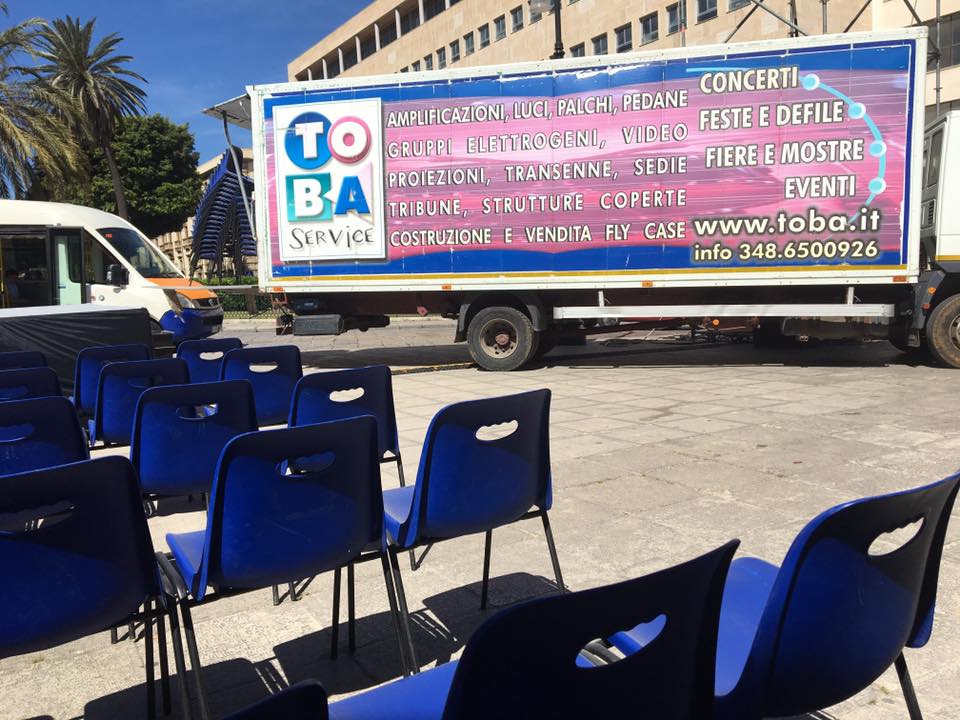 TO
BA
SERVICE
AMPLIFICAZIONI, LUCI, PALCHI, PEDANE
GRUPPI ELETTROGENI, VIDEO
PROIEZIONI, TRANSENNE, SEDIE
TRIBUNE, STRUTTURE COPERTE
COSTRUZIONE E VENDITA FLY CASE
CONCERTI
FESTE E DEFILE
FIERE E MOSTRE
EVENTI
www.toba.it
info 348.6500926